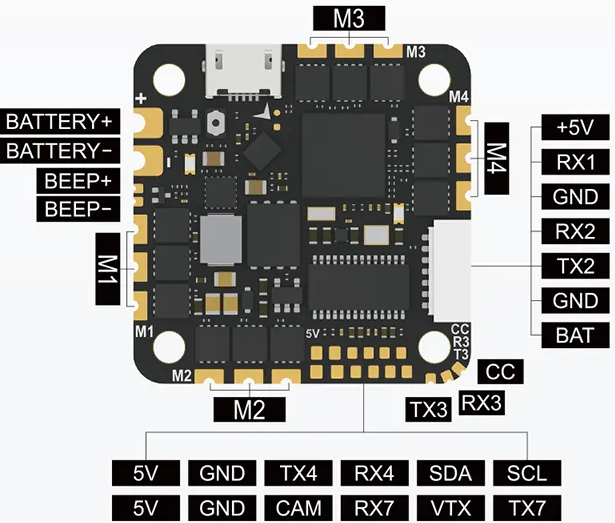 M3
M3
M4
+
BATTERY+
BATTERY−
-
BEEP+
BEEP−
M1
M1
M4
+5V
RX1
GND
RX2
TX2
GND
BAT
5V
CC
R3
T3
M2
M2
CC
TX3
RX3
5V GND TX4 RX4 SDA SCL
5V GND CAM RX7 VTX TX7